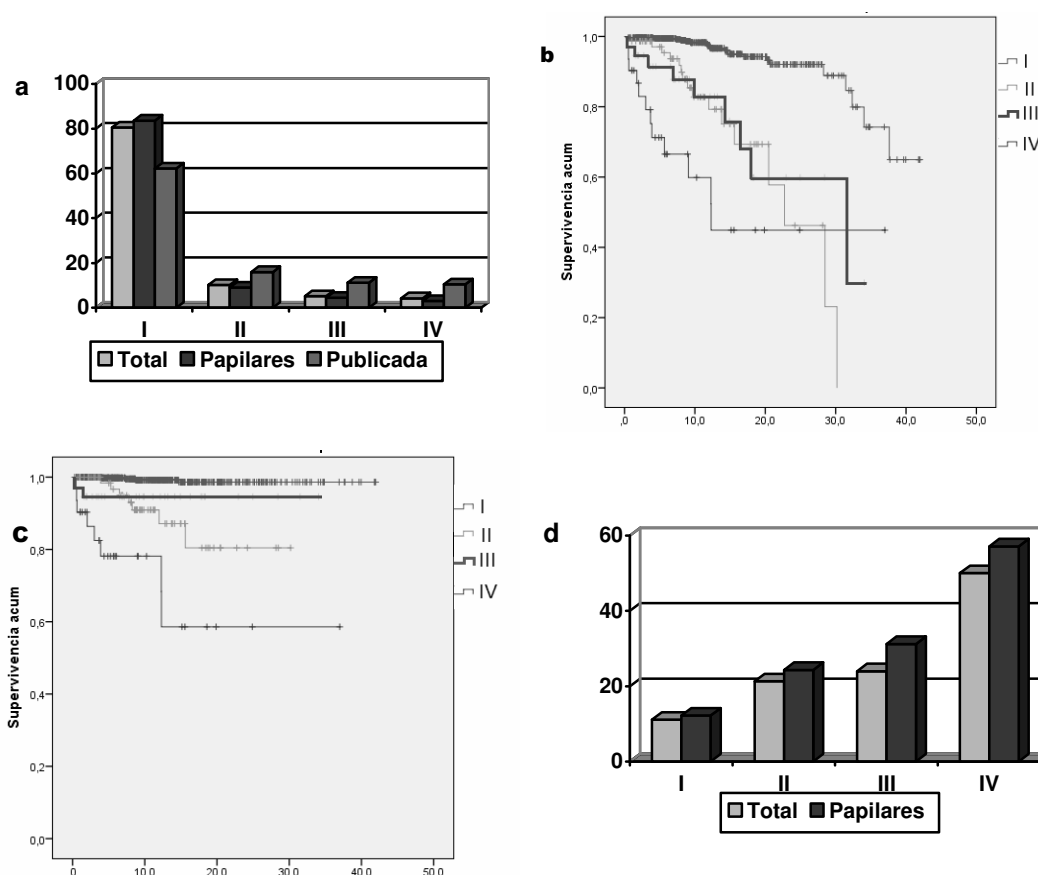 a
100
80
60
40
20
0
I II III IV
Total Papilares Publicada
b
Supervivencia acum
1,0
0,8
0,6
0,4
0,2
0,0
,0 10,0 20,0 30,0 40,0 50,0
I
II
III
IV
c
Supervivencia acum
1,0
0,8
0,6
0,4
0,2
0,0
,0 10,0 20,0 30,0 40,0 50,0
I
II
III
IV
d
60
40
20
0
I II III IV
Total Papilares